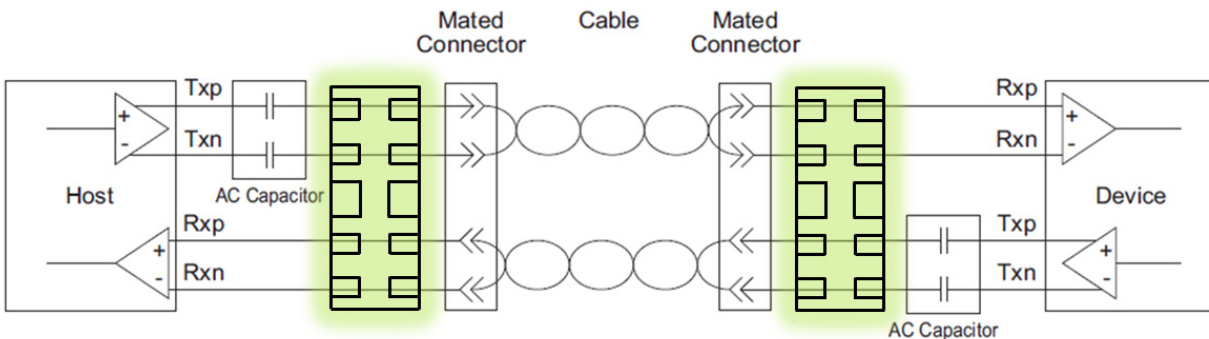 Mated
Connector
Cable
Mated
Connector
Txp
Txn
+
-
Host
AC Capacitor
Rxp
Rxn
+
-
Rxp
Rxn
+
-
Device
Txp
Txn
+
-
AC Capacitor